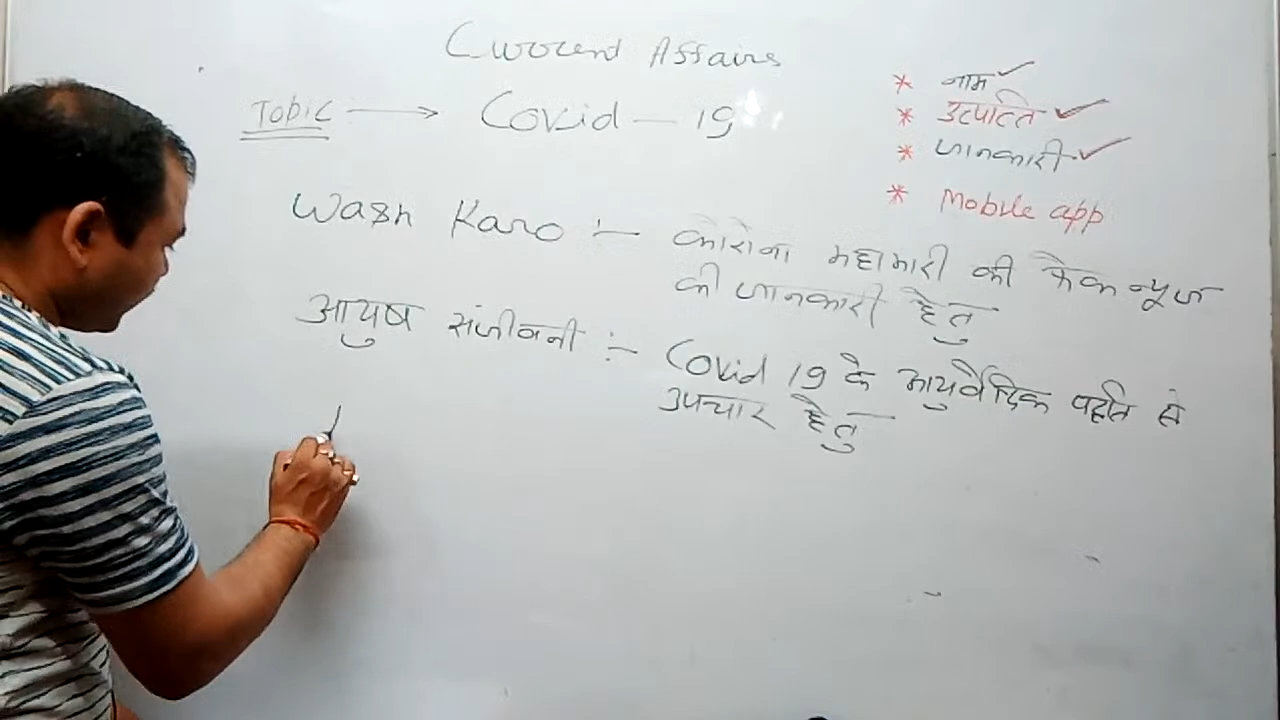 Current Affairs
Topic → Covid - 19
* नाम ✓
* उत्पत्ति ✓
* जानकारी ✓
* Mobile app
Wash Karo :- कोरोना महामारी की फेक न्यूज
की जानकारी हेतु
आयुष संजीवनी :- Covid 19 के आयुर्वेदिक पद्धति से
उपचार हेतु